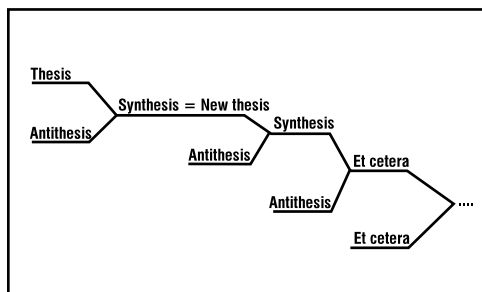 Thesis
Synthesis = New thesis
Antithesis
Synthesis
Antithesis
Et cetera
Antithesis
Et cetera
....